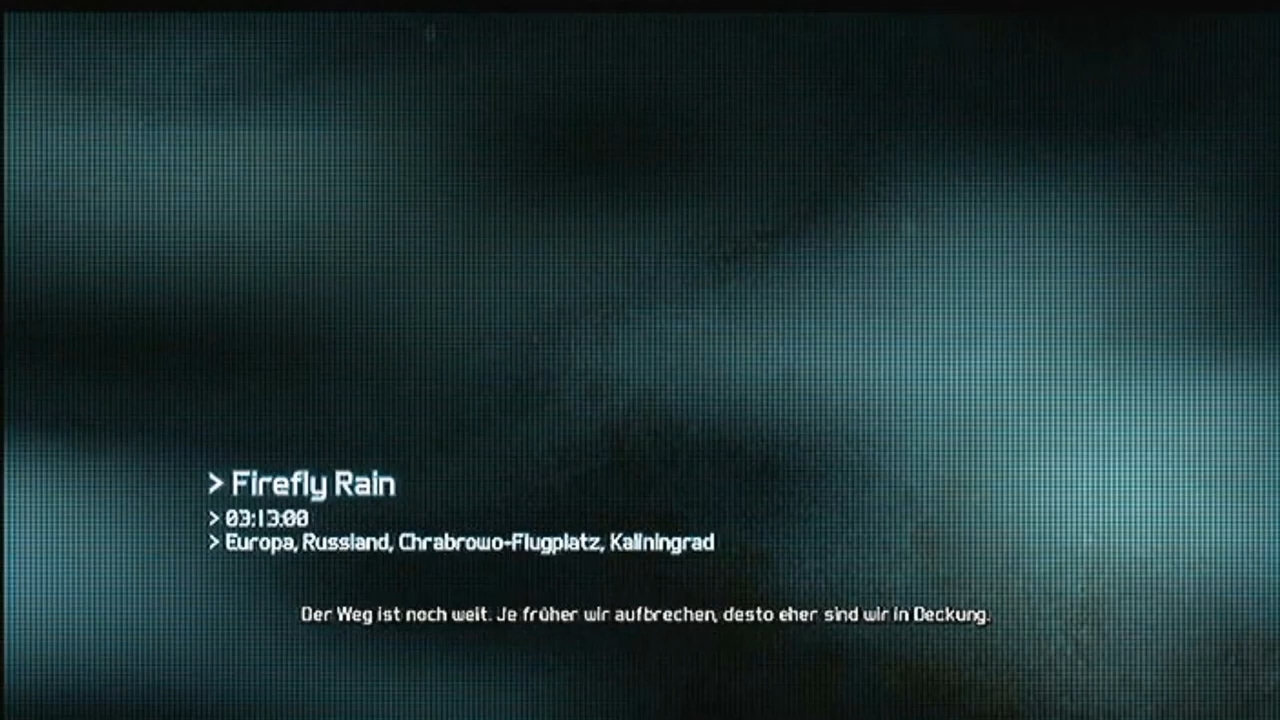 > Firefly Rain
> 03:13:00
> Europa, Russland, Chrabrowo-Flugplatz, Kaliningrad
Der Weg ist noch weit. Je früher wir aufbrechen, desto eher sind wir in Deckung.